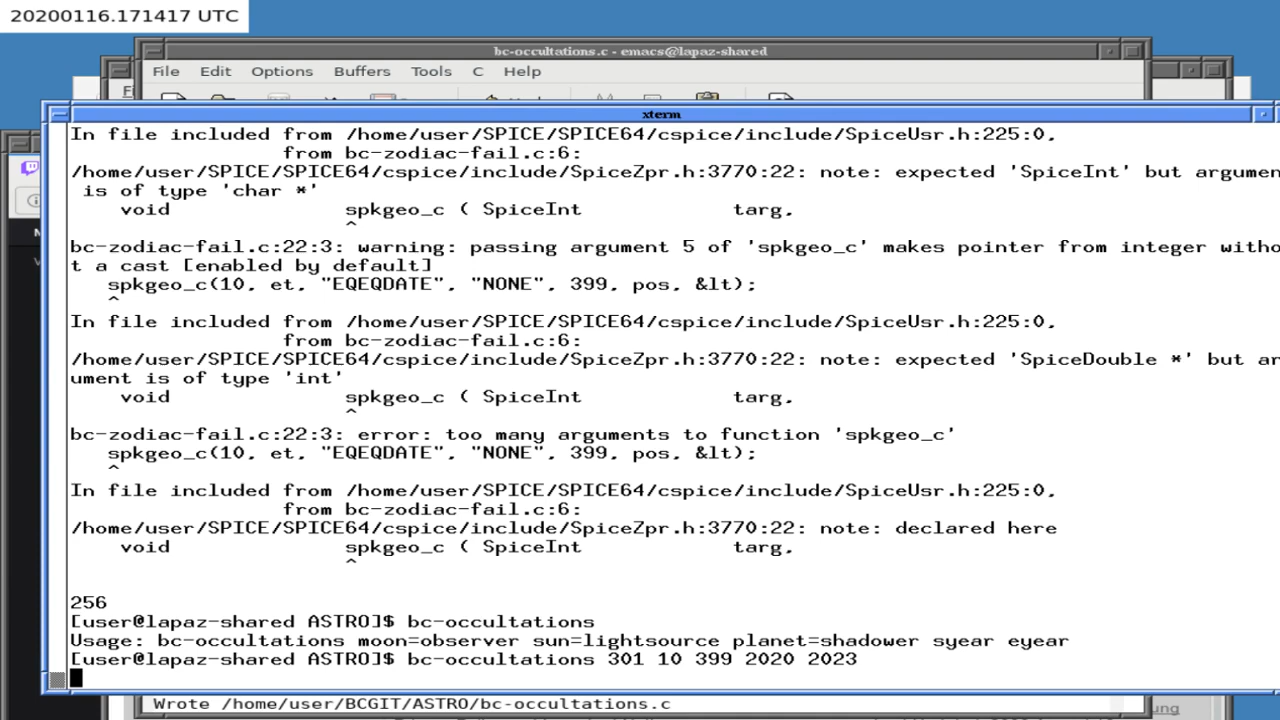 20200116.171417 UTC
bc-occultations.c - emacs@lapaz-shared
File Edit Options Buffers Tools C Help
xterm
In file included from /home/user/SPICE/SPICE64/cspice/include/SpiceUsr.h:225:0,
from bc-zodiac-fail.c:6:
/home/user/SPICE/SPICE64/cspice/include/SpiceZpr.h:3770:22: note: expected 'SpiceInt' but argumen
is of type 'char *'
void spkgeo_c ( SpiceInt targ,
^
bc-zodiac-fail.c:22:3: warning: passing argument 5 of 'spkgeo_c' makes pointer from integer witho
t a cast [enabled by default]
spkgeo_c(10, et, "EQEQDATE", "NONE", 399, pos, &lt);
^
In file included from /home/user/SPICE/SPICE64/cspice/include/SpiceUsr.h:225:0,
from bc-zodiac-fail.c:6:
/home/user/SPICE/SPICE64/cspice/include/SpiceZpr.h:3770:22: note: expected 'SpiceDouble *' but ar
ument is of type 'int'
void spkgeo_c ( SpiceInt targ,
^
bc-zodiac-fail.c:22:3: error: too many arguments to function 'spkgeo_c'
spkgeo_c(10, et, "EQEQDATE", "NONE", 399, pos, &lt);
^
In file included from /home/user/SPICE/SPICE64/cspice/include/SpiceUsr.h:225:0,
from bc-zodiac-fail.c:6:
/home/user/SPICE/SPICE64/cspice/include/SpiceZpr.h:3770:22: note: declared here
void spkgeo_c ( SpiceInt targ,
^
256
[user@lapaz-shared ASTRO]$ bc-occultations
Usage: bc-occultations moon=observer sun=lightsource planet=shadower syear eyear
[user@lapaz-shared ASTRO]$ bc-occultations 301 10 399 2020 2023
Wrote /home/user/BCGIT/ASTRO/bc-occultations.c